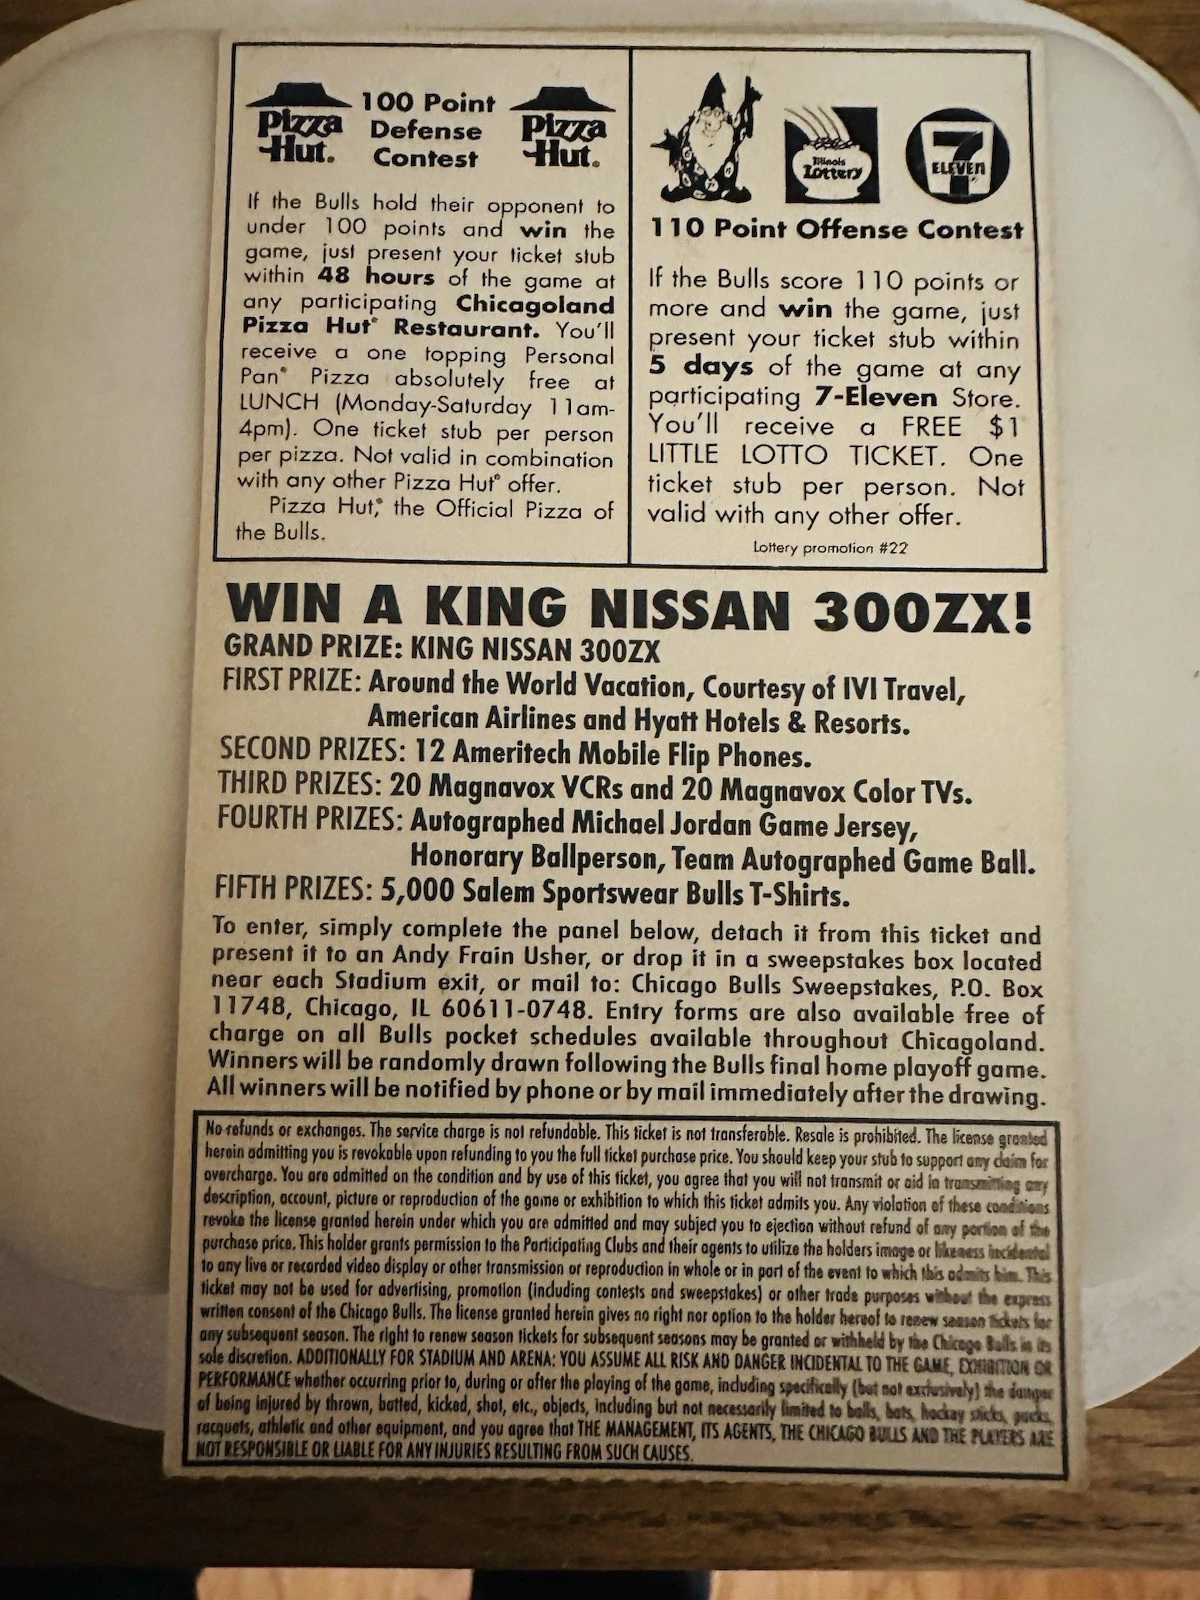 Pizza Hut.
100 Point
Defense
Contest
Pizza Hut.
If the Bulls hold their opponent to
under 100 points and win the
game, just present your ticket stub
within 48 hours of the game at
any participating Chicagoland
Pizza Hut® Restaurant. You'll
receive a one topping Personal
Pan® Pizza absolutely free at
LUNCH (Monday-Saturday 11am-
4pm). One ticket stub per person
per pizza. Not valid in combination
with any other Pizza Hut® offer.
Pizza Hut,® the Official Pizza of
the Bulls.
Illinois
Lottery
7
ELEVEN
110 Point Offense Contest
If the Bulls score 110 points or
more and win the game, just
present your ticket stub within
5 days of the game at any
participating 7-Eleven Store.
You'll receive a FREE $1
LITTLE LOTTO TICKET. One
ticket stub per person. Not
valid with any other offer.
Lottery promotion #22
WIN A KING NISSAN 300ZX!
GRAND PRIZE: KING NISSAN 300ZX
FIRST PRIZE: Around the World Vacation, Courtesy of IVI Travel,
American Airlines and Hyatt Hotels & Resorts.
SECOND PRIZES: 12 Ameritech Mobile Flip Phones.
THIRD PRIZES: 20 Magnavox VCRs and 20 Magnavox Color TVs.
FOURTH PRIZES: Autographed Michael Jordan Game Jersey,
Honorary Ballperson, Team Autographed Game Ball.
FIFTH PRIZES: 5,000 Salem Sportswear Bulls T-Shirts.
To enter, simply complete the panel below, detach it from this ticket and
present it to an Andy Frain Usher, or drop it in a sweepstakes box located
near each Stadium exit, or mail to: Chicago Bulls Sweepstakes, P.O. Box
11748, Chicago, IL 60611-0748. Entry forms are also available free of
charge on all Bulls pocket schedules available throughout Chicagoland.
Winners will be randomly drawn following the Bulls final home playoff game.
All winners will be notified by phone or by mail immediately after the drawing.
No refunds or exchanges. The service charge is not refundable. This ticket is not transferable. Resale is prohibited. The license granted
herein admitting you is revokable upon refunding to you the full ticket purchase price. You should keep your stub to support any claim for
overcharge. You are admitted on the condition and by use of this ticket, you agree that you will not transmit or aid in transmitting any
description, account, picture or reproduction of the game or exhibition to which this ticket admits you. Any violation of these conditions
revoke the license granted herein under which you are admitted and may subject you to ejection without refund of any portion of the
purchase price. This holder grants permission to the Participating Clubs and their agents to utilize the holders image or likeness incidental
to any live or recorded video display or other transmission or reproduction in whole or in part of the event to which this admits him. This
ticket may not be used for advertising, promotion (including contests and sweepstakes) or other trade purposes without the express
written consent of the Chicago Bulls. The license granted herein gives no right nor option to the holder hereof to renew season tickets for
any subsequent season. The right to renew season tickets for subsequent seasons may be granted or withheld by the Chicago Bulls in its
sole discretion. ADDITIONALLY FOR STADIUM AND ARENA: YOU ASSUME ALL RISK AND DANGER INCIDENTAL TO THE GAME, EXHIBITION OR
PERFORMANCE whether occurring prior to, during or after the playing of the game, including specifically (but not exclusively) the danger
of being injured by thrown, batted, kicked, shot, etc., objects, including but not necessarily limited to balls, bats, hockey sticks, pucks,
racquets, athletic and other equipment, and you agree that THE MANAGEMENT, ITS AGENTS, THE CHICAGO BULLS AND THE PLAYERS ARE
NOT RESPONSIBLE OR LIABLE FOR ANY INJURIES RESULTING FROM SUCH CAUSES.